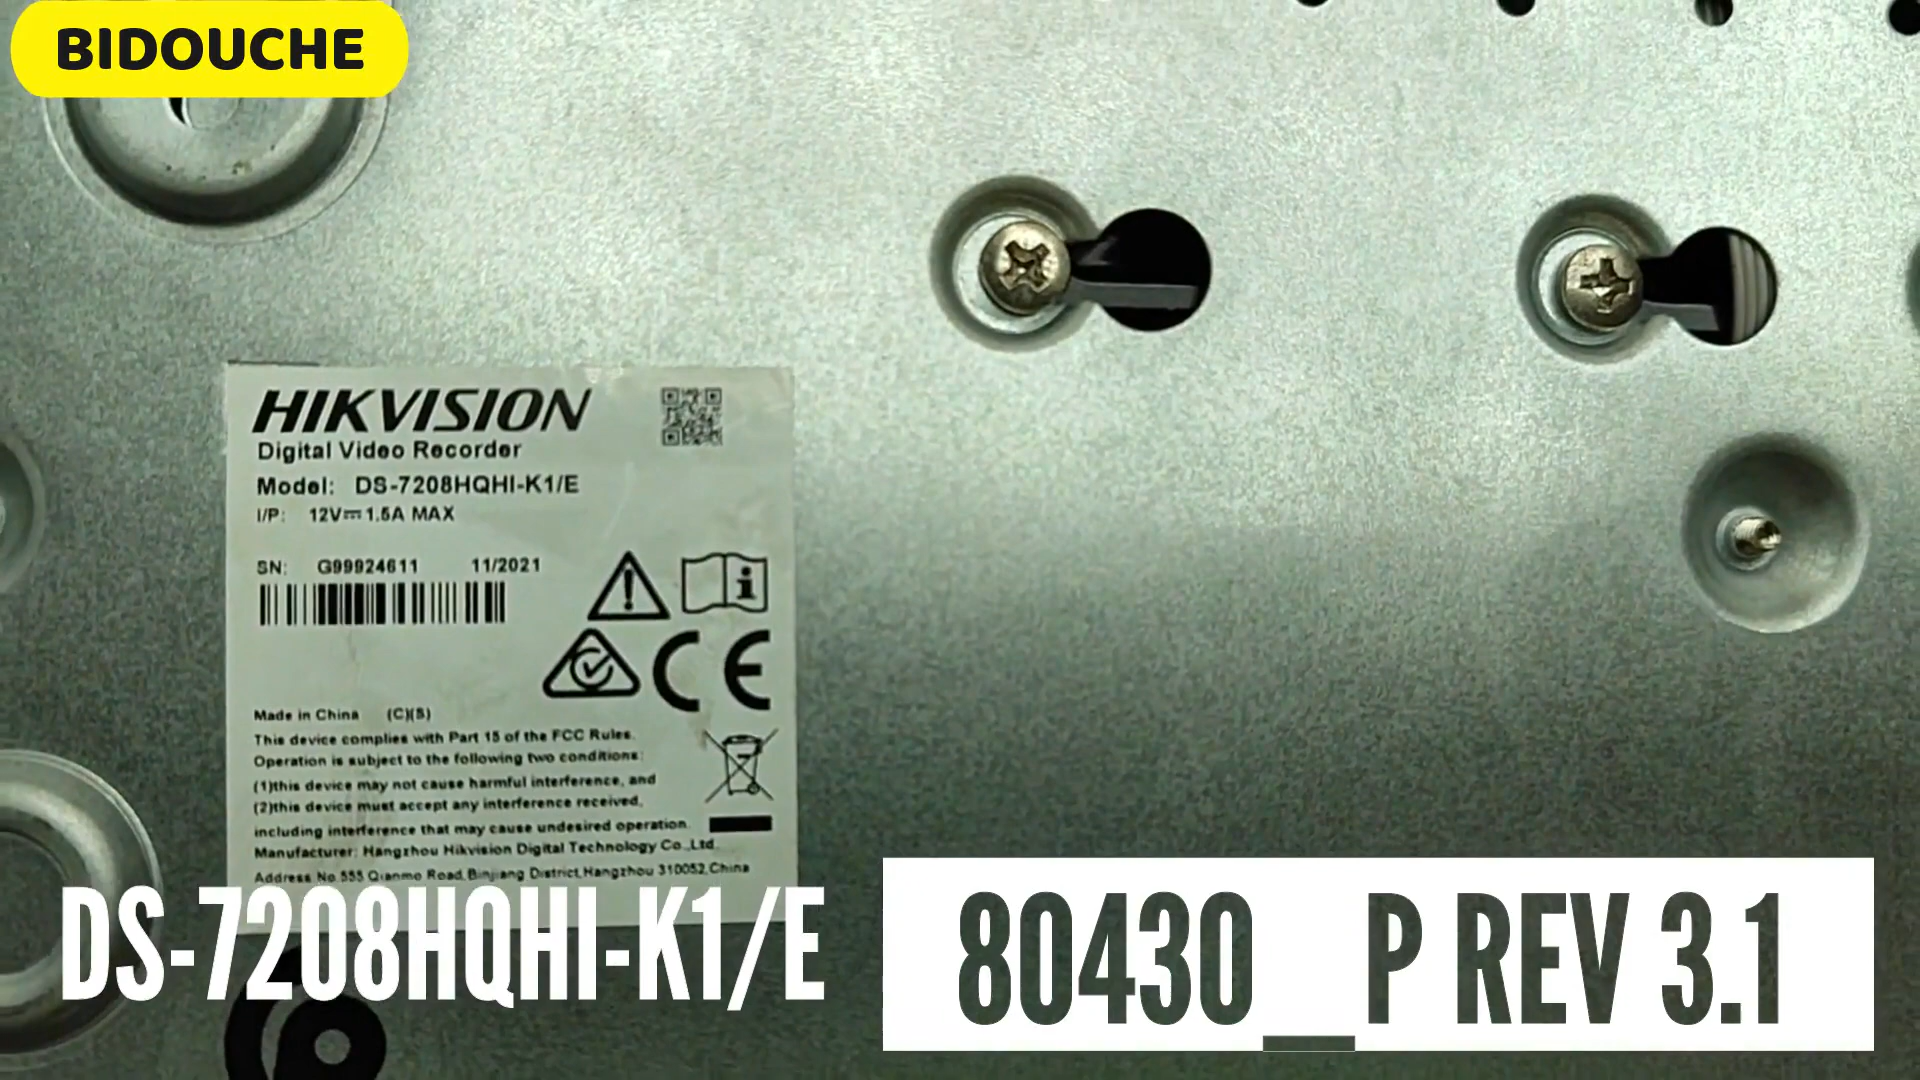 BIDOUCHE
HIKVISION
Digital Video Recorder
Model: DS-7208HQHI-K1/E
I/P: 12V⎓1.5A MAX
SN: G99924611 11/2021
CE
Made in China (C)(S)
This device complies with Part 15 of the FCC Rules.
Operation is subject to the following two conditions:
(1)this device may not cause harmful interference, and
(2)this device must accept any interference received,
including interference that may cause undesired operation.
Manufacturer: Hangzhou Hikvision Digital Technology Co.,Ltd.
Address:No.555 Qianmo Road,Binjiang District,Hangzhou 310052,China
DS-7208HQHI-K1/E
80430__P REV 3.1